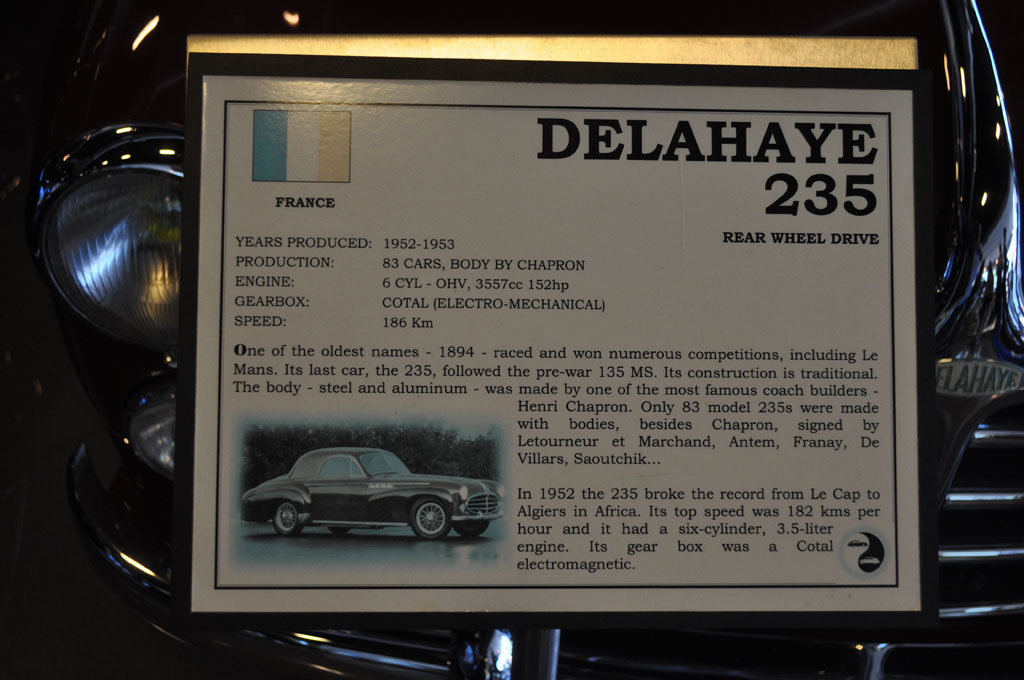 DELAHAYE
235
FRANCE
REAR WHEEL DRIVE
YEARS PRODUCED: 1952-1953
PRODUCTION: 83 CARS, BODY BY CHAPRON
ENGINE: 6 CYL - OHV, 3557cc 152hp
GEARBOX: COTAL (ELECTRO-MECHANICAL)
SPEED: 186 Km
One of the oldest names - 1894 - raced and won numerous competitions, including Le
Mans. Its last car, the 235, followed the pre-war 135 MS. Its construction is traditional.
The body - steel and aluminum - was made by one of the most famous coach builders -
Henri Chapron. Only 83 model 235s were made
with bodies, besides Chapron, signed by
Letourneur et Marchand, Antem, Franay, De
Villars, Saoutchik...
In 1952 the 235 broke the record from Le Cap to
Algiers in Africa. Its top speed was 182 kms per
hour and it had a six-cylinder, 3.5-liter
engine. Its gear box was a Cotal
electromagnetic.
DELAHAYE